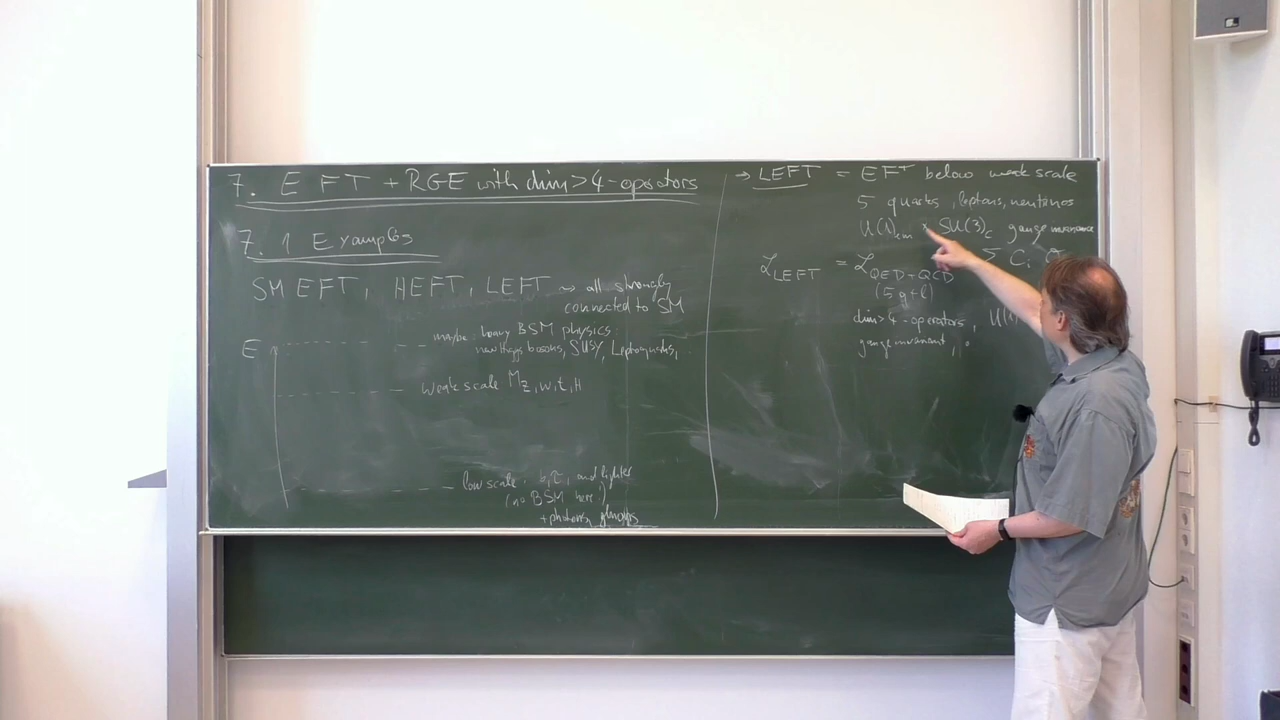 7. EFT + RGE with dim>4-operators
7.1 Examples
SMEFT, HEFT, LEFT → all strongly
connected to SM
E
maybe: heavy BSM physics:
new Higgs bosons, SUSY, Leptoquarks,
weak scale M_Z,W,t,H
low scale: b, τ, and lighter
(no BSM here!)
+photons, gluons
→ LEFT = EFT below weak scale
5 quarks, leptons, neutrinos
U(1)_em × SU(3)_c gauge invariance
ℒ_LEFT = ℒ_QED+QCD Σ C_i
(5q+l)
dim>4-operators, U(1)
gauge invariant,